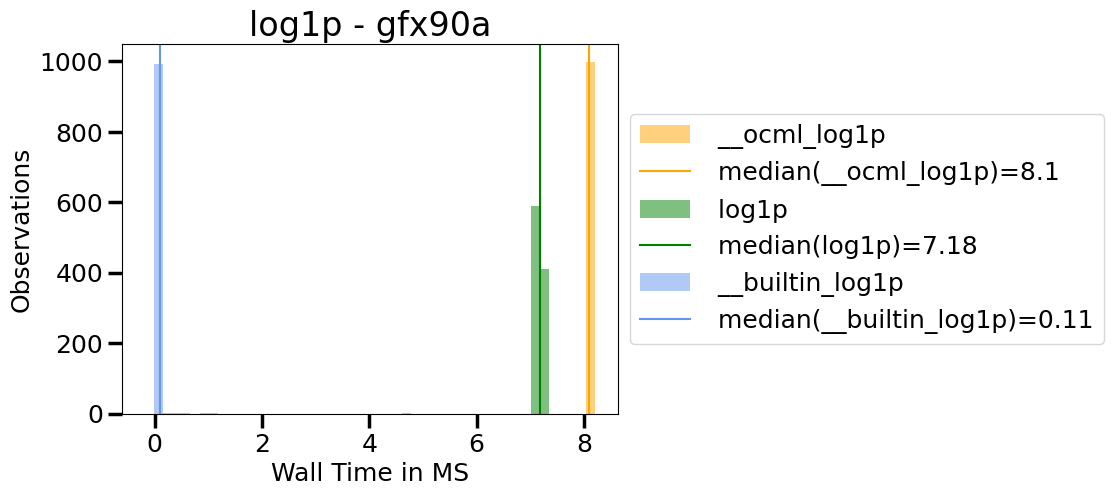 log1p - gfx90a
Observations
1000
800
600
400
200
0
0 2 4 6 8
Wall Time in MS
__ocml_log1p
median(__ocml_log1p)=8.1
log1p
median(log1p)=7.18
__builtin_log1p
median(__builtin_log1p)=0.11